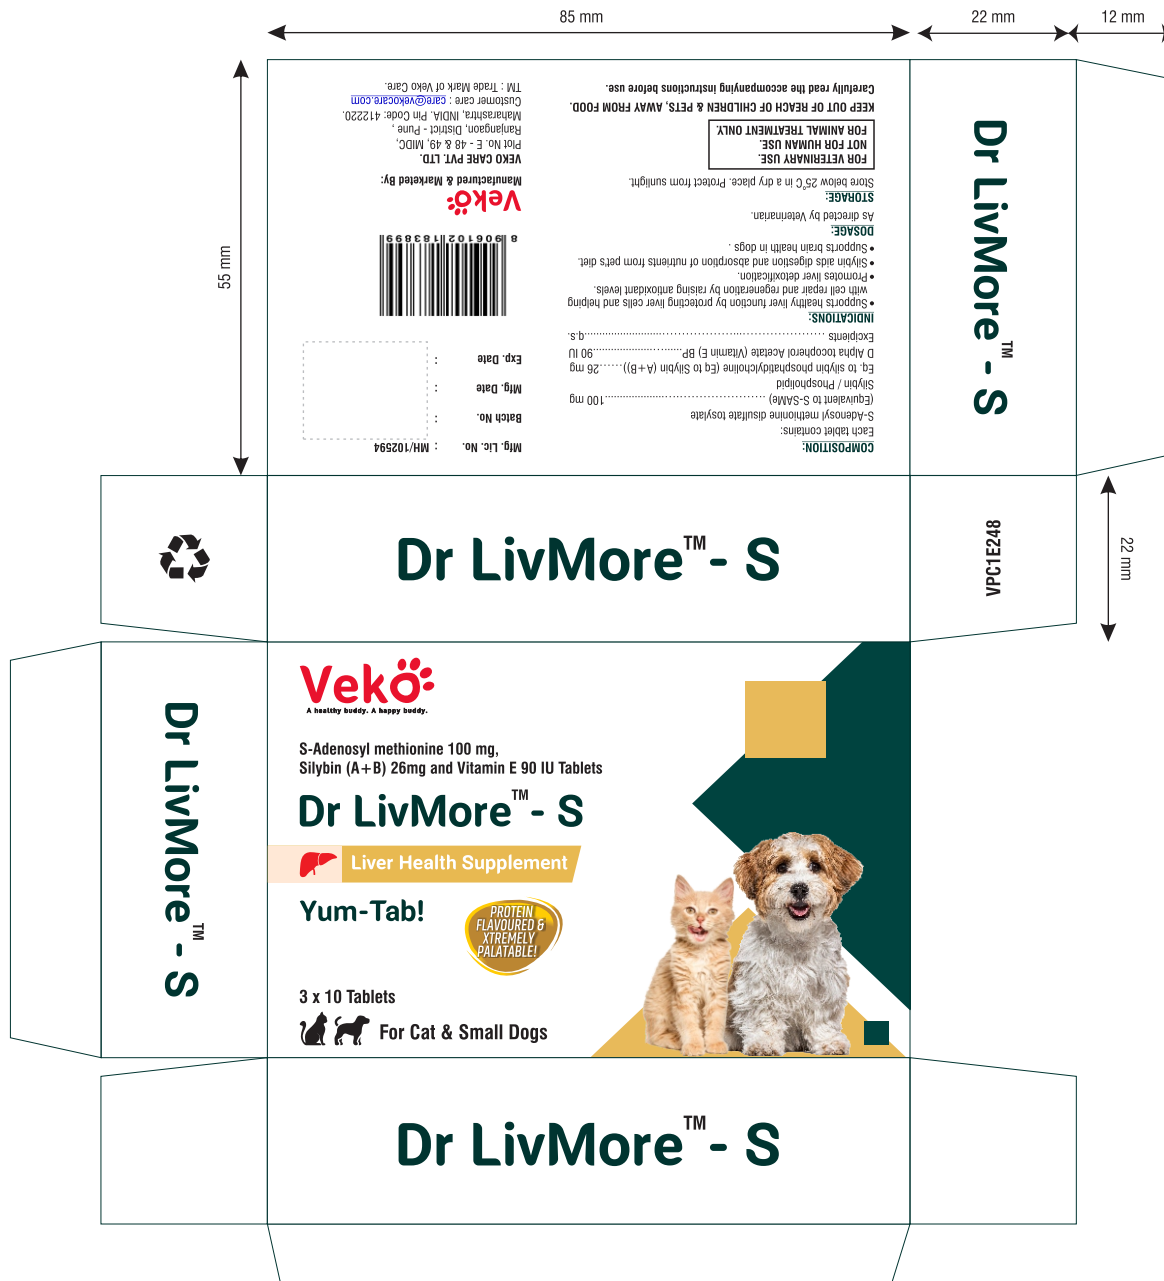 85 mm
22 mm
12 mm
55 mm
COMPOSITION:
Each tablet contains:
S-Adenosyl methionine disulfate tosylate
(Equivalent to S-SAMe) ................................................100 mg
Silybin / Phospholipid
Eq. to silybin phosphatidylcholine (Eq to Silybin (A+B))......26 mg
D Alpha tocopherol Acetate (Vitamin E) BP............................90 IU
Excipients ..........................................................................q.s.
INDICATIONS:
• Supports healthy liver function by protecting liver cells and helping
with cell repair and regeneration by raising antioxidant levels.
• Promotes liver detoxification.
• Silybin aids digestion and absorption of nutrients from pet's diet.
• Supports brain health in dogs .
DOSAGE:
As directed by Veterinarian.
STORAGE:
Store below 25°C in a dry place. Protect from sunlight.
FOR VETERINARY USE.
NOT FOR HUMAN USE.
FOR ANIMAL TREATMENT ONLY.
KEEP OUT OF REACH OF CHILDREN & PETS, AWAY FROM FOOD.
Carefully read the accompanying instructions before use.
Mfg. Lic. No. : MH/102594
Batch No. :
Mfg. Date :
Exp. Date :
8 906102 183899
Veko
Manufactured & Marketed By:
VEKO CARE PVT. LTD.
Plot No. E - 48 & 49, MIDC,
Ranjangaon, District - Pune ,
Maharashtra, INDIA. Pin Code: 412220.
Customer care : care@vekocare.com
TM : Trade Mark of Veko Care.
Dr LivMore™ - S
Dr LivMore™- S
VPC1E248
22 mm
Dr LivMore™ - S
Veko
A healthy buddy. A happy buddy.
S-Adenosyl methionine 100 mg,
Silybin (A+B) 26mg and Vitamin E 90 IU Tablets
Dr LivMore™- S
Liver Health Supplement
Yum-Tab!
PROTEIN
FLAVOURED &
XTREMELY
PALATABLE!
3 x 10 Tablets
For Cat & Small Dogs
Dr LivMore™- S